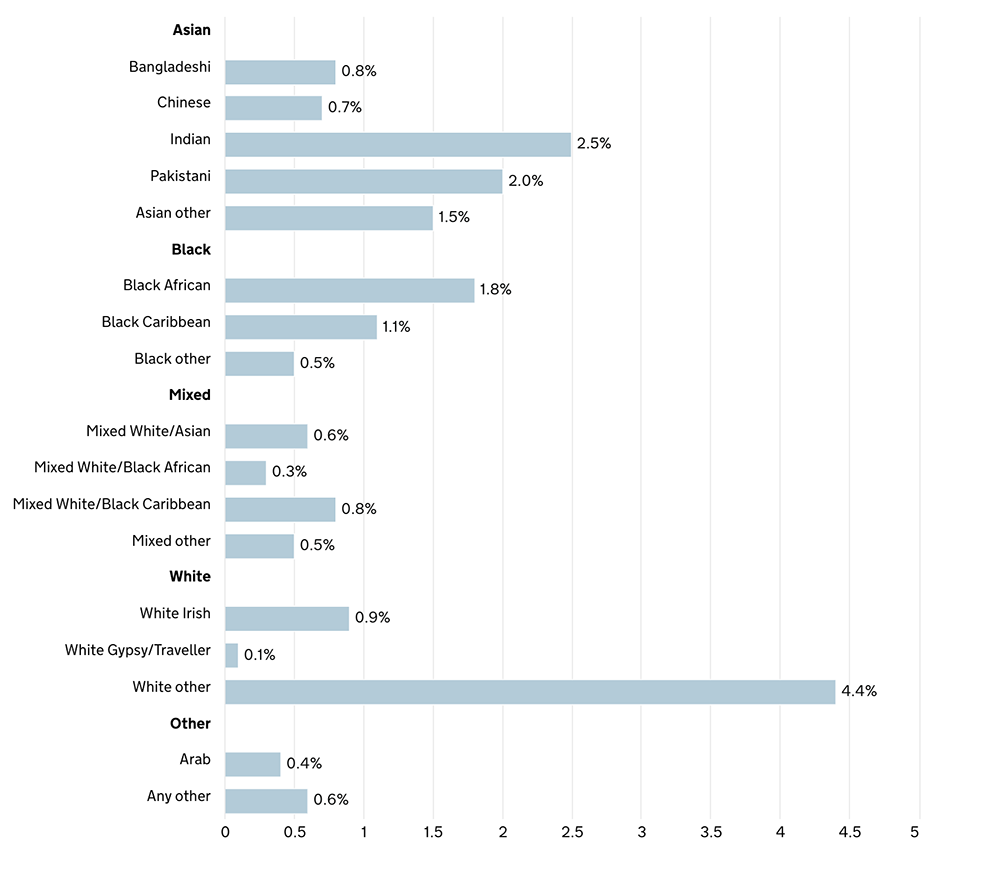 Asian
Bangladeshi 0.8%
Chinese 0.7%
Indian 2.5%
Pakistani 2.0%
Asian other 1.5%
Black
Black African 1.8%
Black Caribbean 1.1%
Black other 0.5%
Mixed
Mixed White/Asian 0.6%
Mixed White/Black African 0.3%
Mixed White/Black Caribbean 0.8%
Mixed other 0.5%
White
White Irish 0.9%
White Gypsy/Traveller 0.1%
White other 4.4%
Other
Arab 0.4%
Any other 0.6%
0 0.5 1 1.5 2 2.5 3 3.5 4 4.5 5